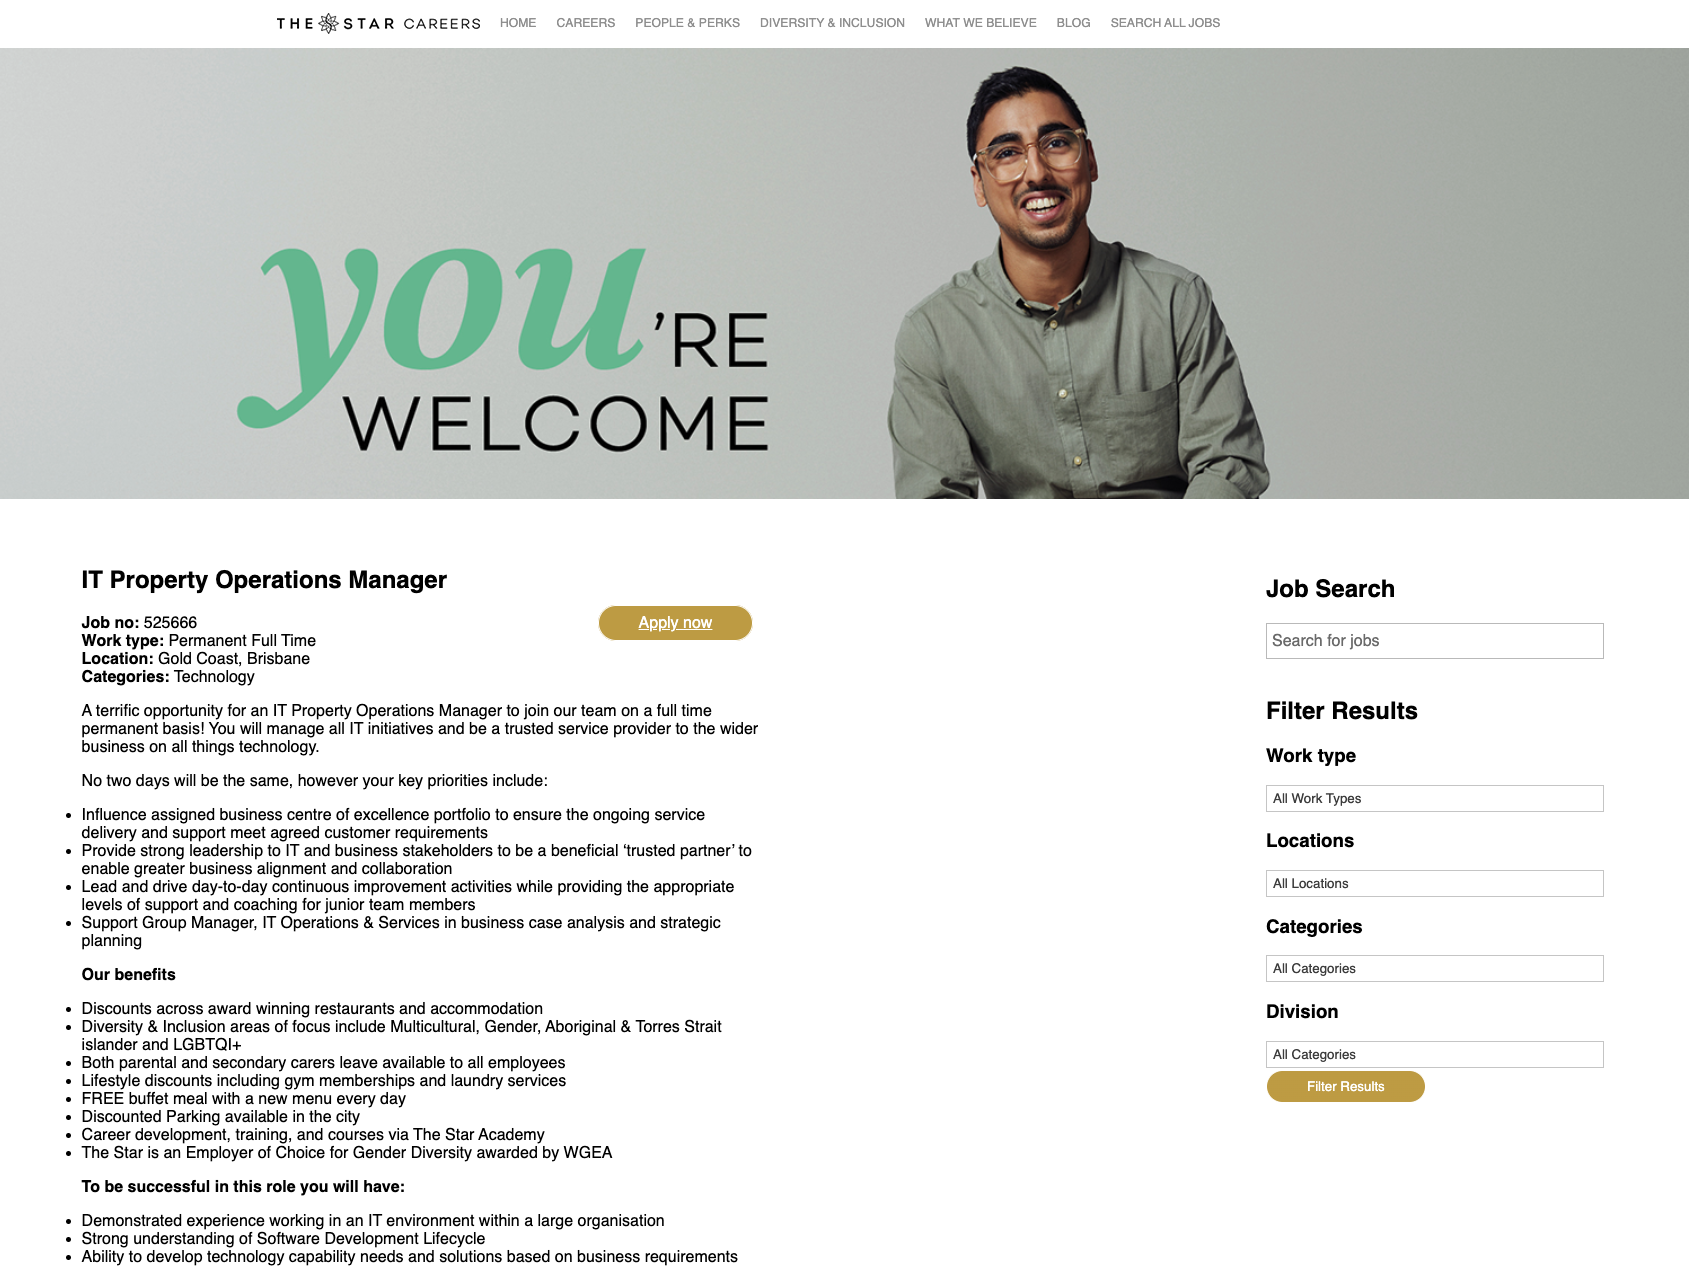 THE STAR CAREERS HOME CAREERS PEOPLE & PERKS DIVERSITY & INCLUSION WHAT WE BELIEVE BLOG SEARCH ALL JOBS
you'RE
WELCOME
IT Property Operations Manager
Apply now
Job no: 525666
Work type: Permanent Full Time
Location: Gold Coast, Brisbane
Categories: Technology
A terrific opportunity for an IT Property Operations Manager to join our team on a full time
permanent basis! You will manage all IT initiatives and be a trusted service provider to the wider
business on all things technology.
No two days will be the same, however your key priorities include:
• Influence assigned business centre of excellence portfolio to ensure the ongoing service
delivery and support meet agreed customer requirements
• Provide strong leadership to IT and business stakeholders to be a beneficial ‘trusted partner’ to
enable greater business alignment and collaboration
• Lead and drive day-to-day continuous improvement activities while providing the appropriate
levels of support and coaching for junior team members
• Support Group Manager, IT Operations & Services in business case analysis and strategic
planning
Our benefits
• Discounts across award winning restaurants and accommodation
• Diversity & Inclusion areas of focus include Multicultural, Gender, Aboriginal & Torres Strait
islander and LGBTQI+
• Both parental and secondary carers leave available to all employees
• Lifestyle discounts including gym memberships and laundry services
• FREE buffet meal with a new menu every day
• Discounted Parking available in the city
• Career development, training, and courses via The Star Academy
• The Star is an Employer of Choice for Gender Diversity awarded by WGEA
To be successful in this role you will have:
• Demonstrated experience working in an IT environment within a large organisation
• Strong understanding of Software Development Lifecycle
• Ability to develop technology capability needs and solutions based on business requirements
Job Search
Search for jobs
Filter Results
Work type
All Work Types
Locations
All Locations
Categories
All Categories
Division
All Categories
Filter Results